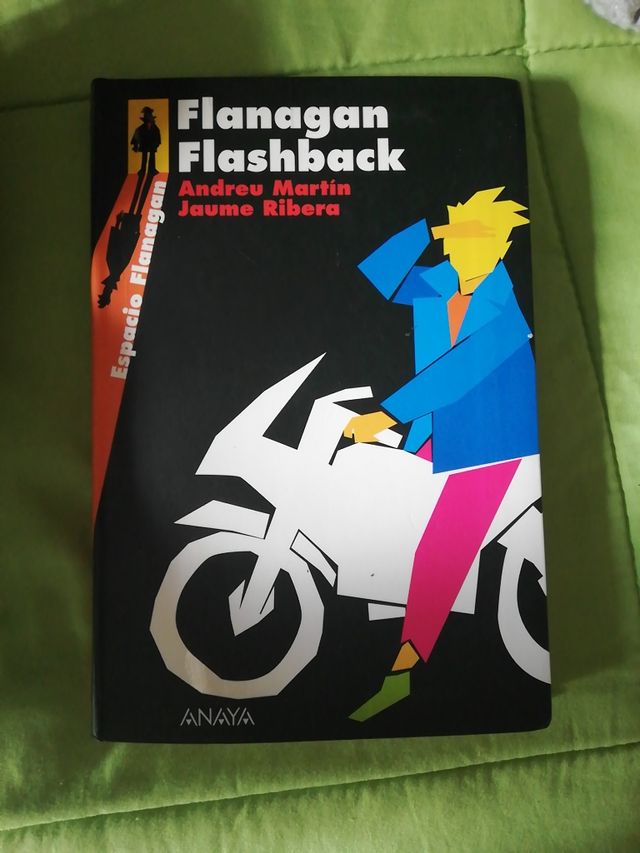 Flanagan
Flashback
Andreu Martín
Jaume Ribera
Espacio Flanagan
ANAYA